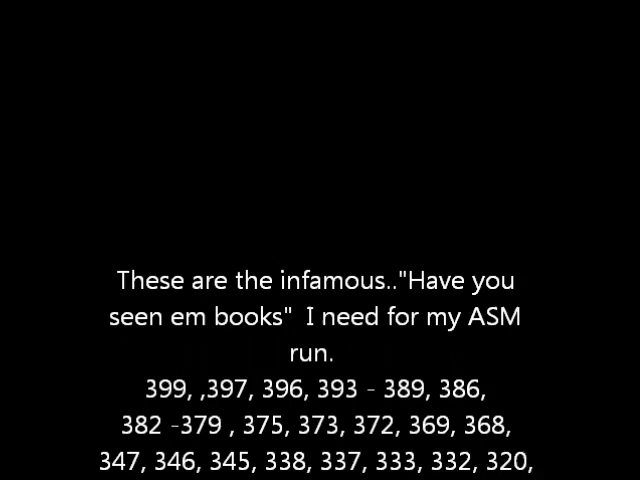 These are the infamous.."Have you
seen em books"  I need for my ASM
run.
399, ,397, 396, 393 - 389, 386,
382 -379 , 375, 373, 372, 369, 368,
347, 346, 345, 338, 337, 333, 332, 320,